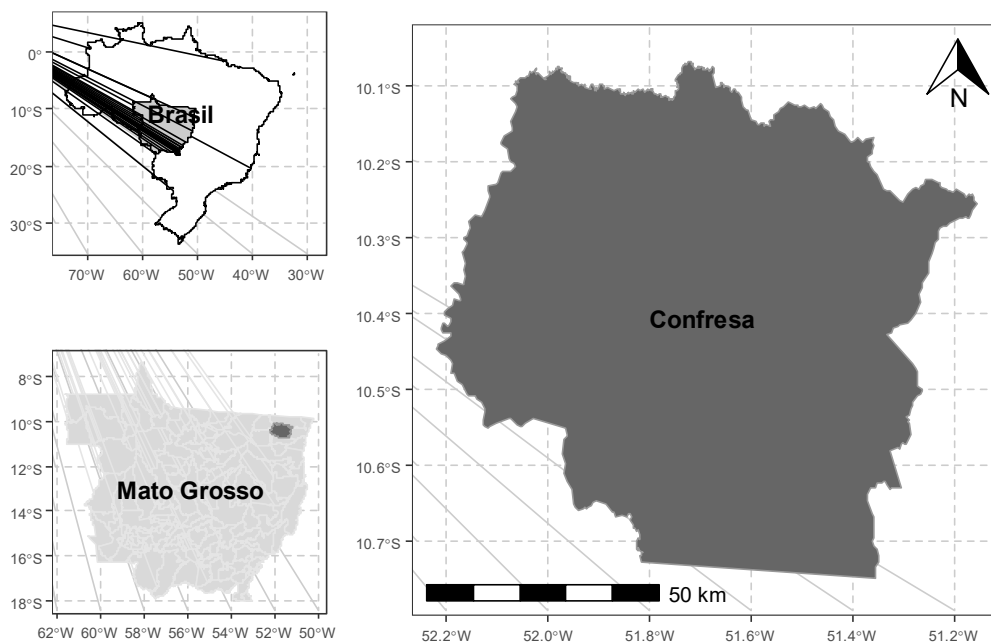 0°
10°S
20°S
30°S
Brasil
70°W 60°W 50°W 40°W 30°W
8°S
10°S
12°S
14°S
16°S
18°S
Mato Grosso
62°W 60°W 58°W 56°W 54°W 52°W 50°W
N
10.1°S
10.2°S
10.3°S
10.4°S
10.5°S
10.6°S
10.7°S
Confresa
50 km
52.2°W 52.0°W 51.8°W 51.6°W 51.4°W 51.2°W